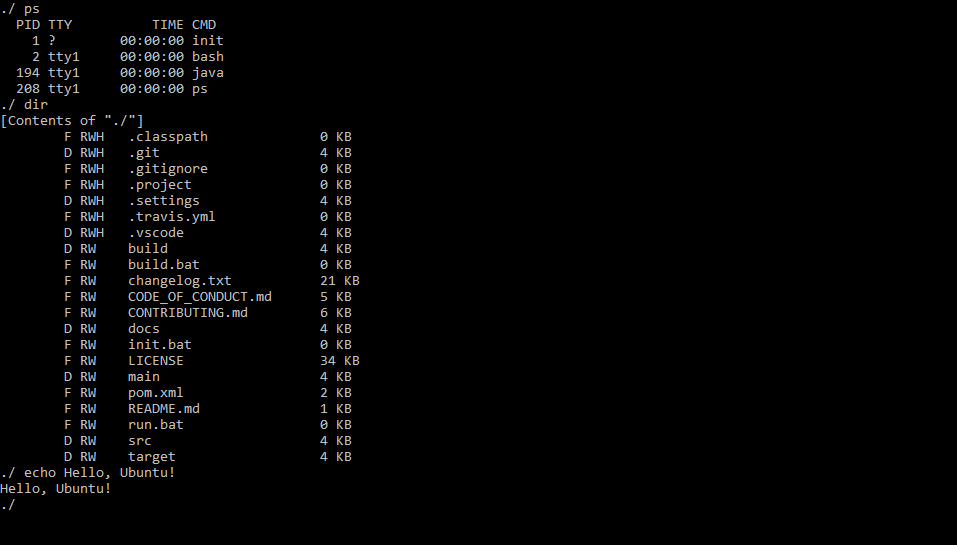 ./ ps
  PID TTY          TIME CMD
    1 ?        00:00:00 init
    2 tty1     00:00:00 bash
  194 tty1     00:00:00 java
  208 tty1     00:00:00 ps
./ dir
[Contents of "./"]
        F RWH   .classpath              0 KB
        D RWH   .git                    4 KB
        F RWH   .gitignore              0 KB
        F RWH   .project                0 KB
        D RWH   .settings               4 KB
        F RWH   .travis.yml             0 KB
        D RWH   .vscode                 4 KB
        D RW    build                   4 KB
        F RW    build.bat               0 KB
        F RW    changelog.txt           21 KB
        F RW    CODE_OF_CONDUCT.md      5 KB
        F RW    CONTRIBUTING.md         6 KB
        D RW    docs                    4 KB
        F RW    init.bat                0 KB
        F RW    LICENSE                 34 KB
        D RW    main                    4 KB
        F RW    pom.xml                 2 KB
        F RW    README.md               1 KB
        F RW    run.bat                 0 KB
        D RW    src                     4 KB
        D RW    target                  4 KB
./ echo Hello, Ubuntu!
Hello, Ubuntu!
./